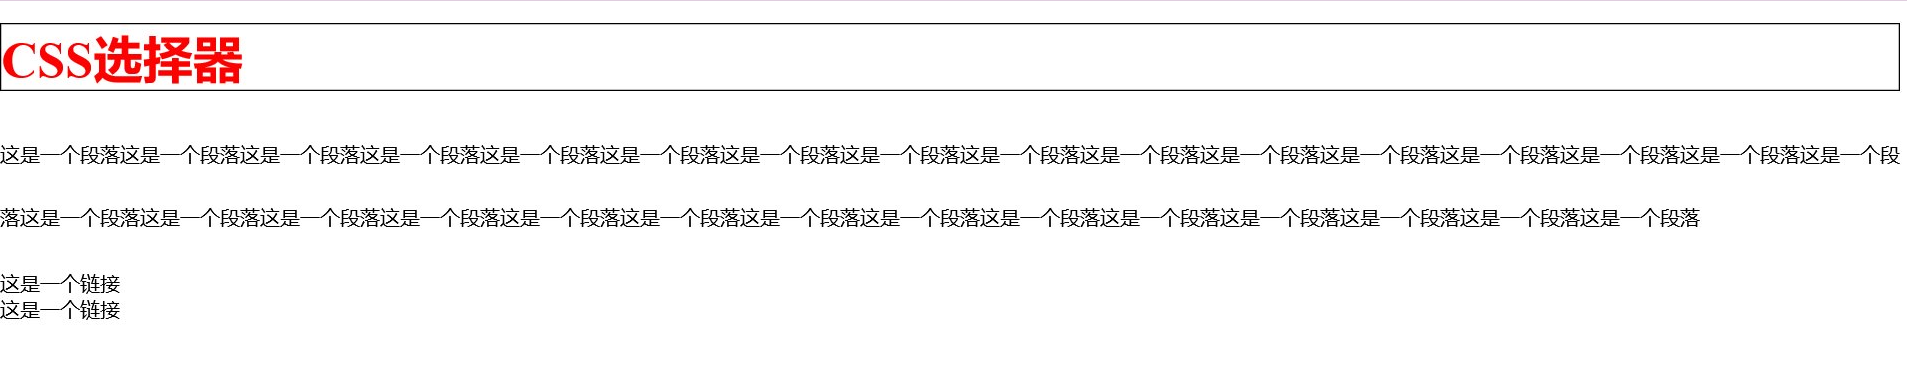 CSS选择器
这是一个段落这是一个段落这是一个段落这是一个段落这是一个段落这是一个段落这是一个段落这是一个段落这是一个段落这是一个段落这是一个段落这是一个段落这是一个段落这是一个段落这是一个段落这是一个段
落这是一个段落这是一个段落这是一个段落这是一个段落这是一个段落这是一个段落这是一个段落这是一个段落这是一个段落这是一个段落这是一个段落这是一个段落这是一个段落这是一个段落
这是一个链接
这是一个链接